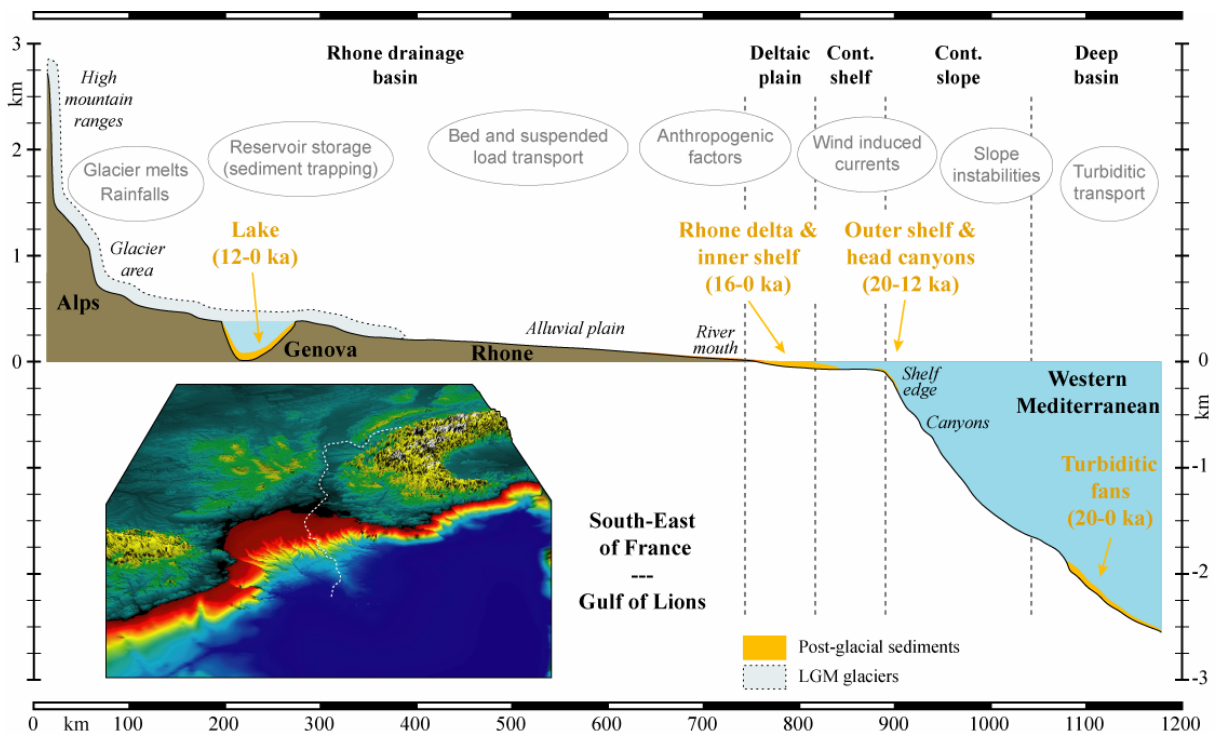 Rhone drainage
basin
Deltaic
plain
Cont.
shelf
Cont.
slope
Deep
basin
3
km
2
1
0
High
mountain
ranges
Glacier melts
Rainfalls
Reservoir storage
(sediment trapping)
Bed and suspended
load transport
Anthropogenic
factors
Wind induced
currents
Slope
instabilities
Turbiditic
transport
Glacier
area
Lake
(12-0 ka)
Rhone delta &
inner shelf
(16-0 ka)
Outer shelf &
head canyons
(20-12 ka)
Alps
Genova
Rhone
Alluvial plain
River
mouth
Shelf
edge
Canyons
Western
Mediterranean
Turbiditic
fans
(20-0 ka)
0
km
-1
-2
-3
South-East
of France
---
Gulf of Lions
Post-glacial sediments
LGM glaciers
0 km 100 200 300 400 500 600 700 800 900 1000 1100 1200